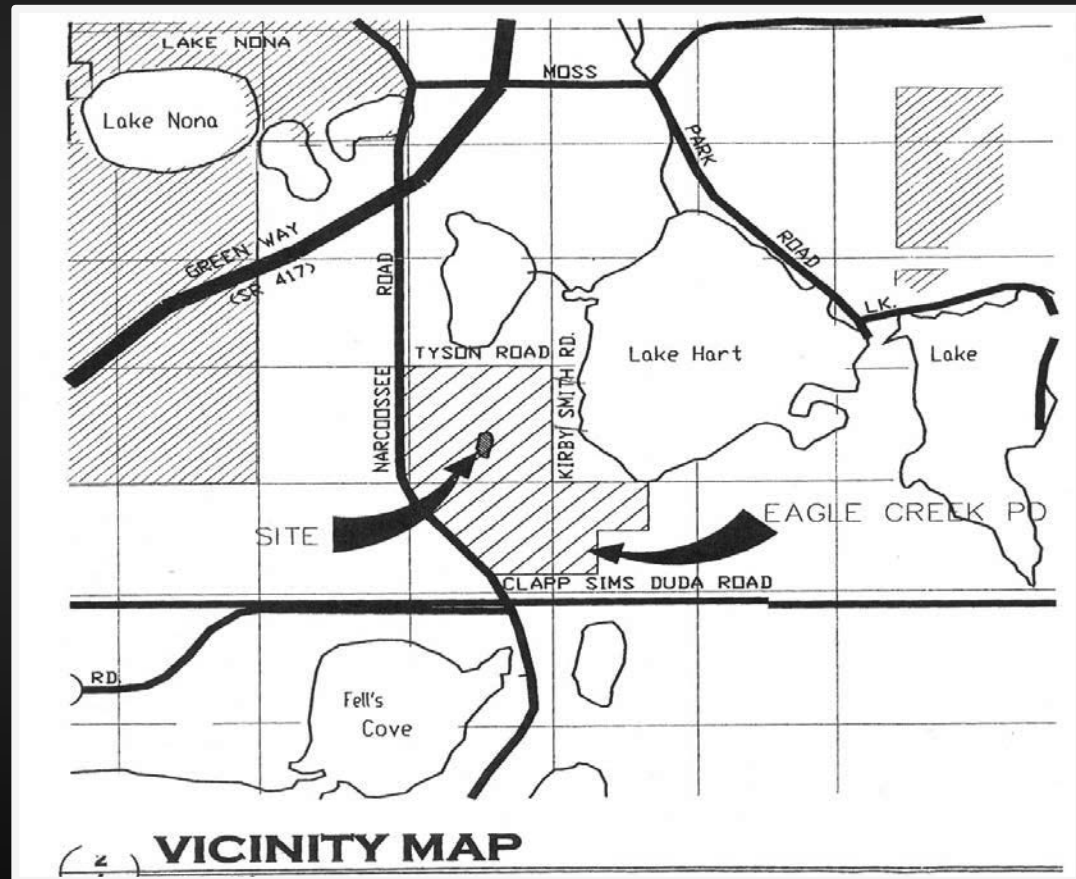 LAKE NONA
MOSS
Lake Nona
PARK
GREEN WAY
(SR 417)
ROAD
ROAD
LK.
TYSON ROAD
KIRBY SMITH RD.
Lake Hart
Lake
NARCOOSSEE
SITE
EAGLE CREEK PD
CLAPP SIMS DUDA ROAD
RD.
Fell's
Cove
VICINITY MAP